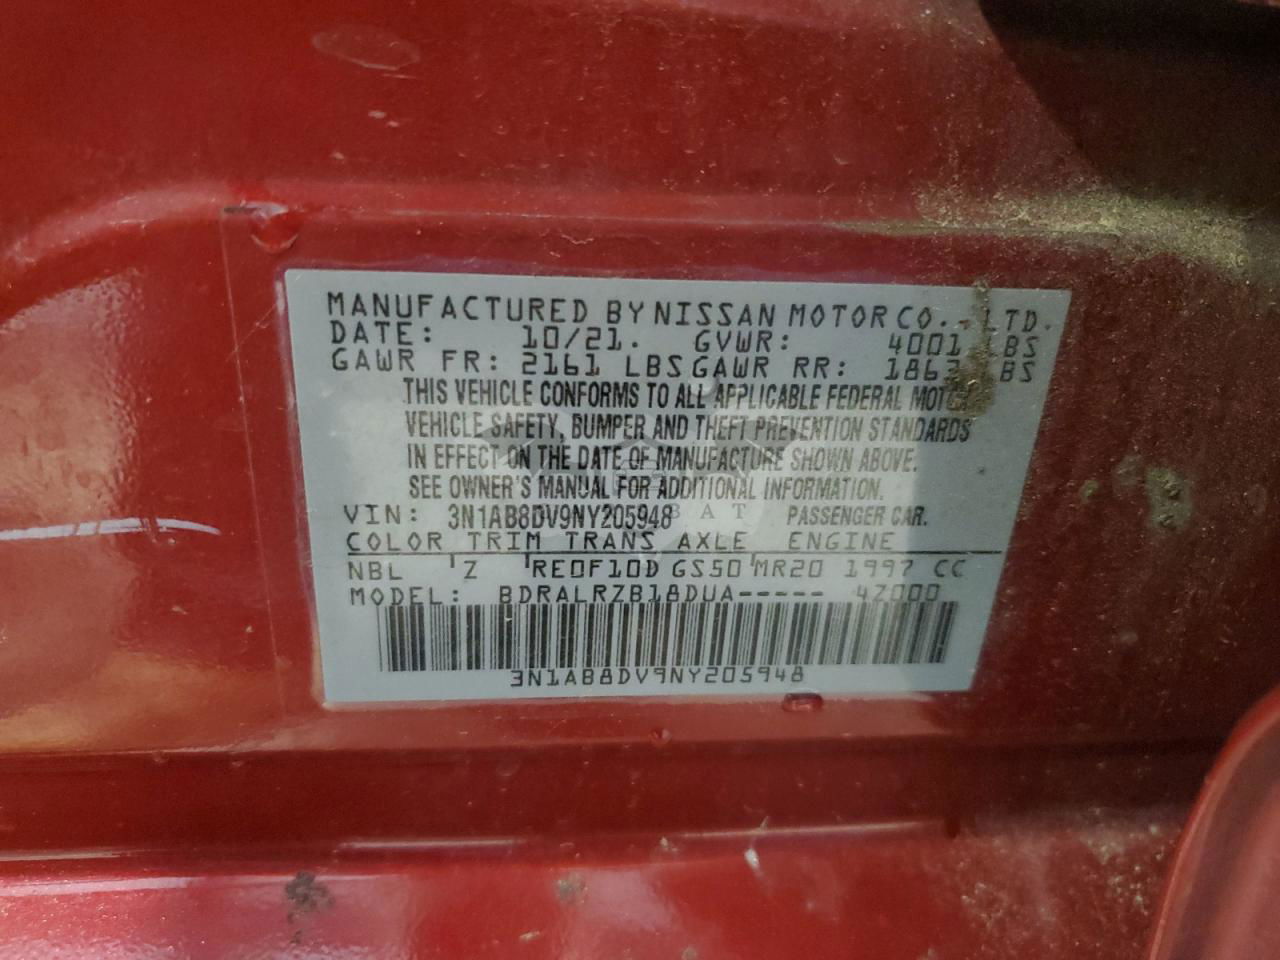 MANUFACTURED BY NISSAN MOTOR CO., LTD.
DATE: 10/21. GVWR: 4001 LBS
GAWR FR: 2161 LBS GAWR RR: LBS
THIS VEHICLE CONFORMS TO ALL APPLICABLE FEDERAL MOTOR
VEHICLE SAFETY, BUMPER AND THEFT PREVENTION STANDARDS
IN EFFECT ON THE DATE OF MANUFACTURE SHOWN ABOVE.
SEE OWNER'S MANUAL FOR ADDITIONAL INFORMATION.
VIN: 3N1AB8DV9NY205948 PASSENGER CAR.
COLOR TRIM TRANS AXLE ENGINE
NBL 'Z 'RE0F10D GS50 'MR20 1997 CC
MODEL: BDRALRZB18DUA----- 4Z000
3N1AB8DV9NY205948